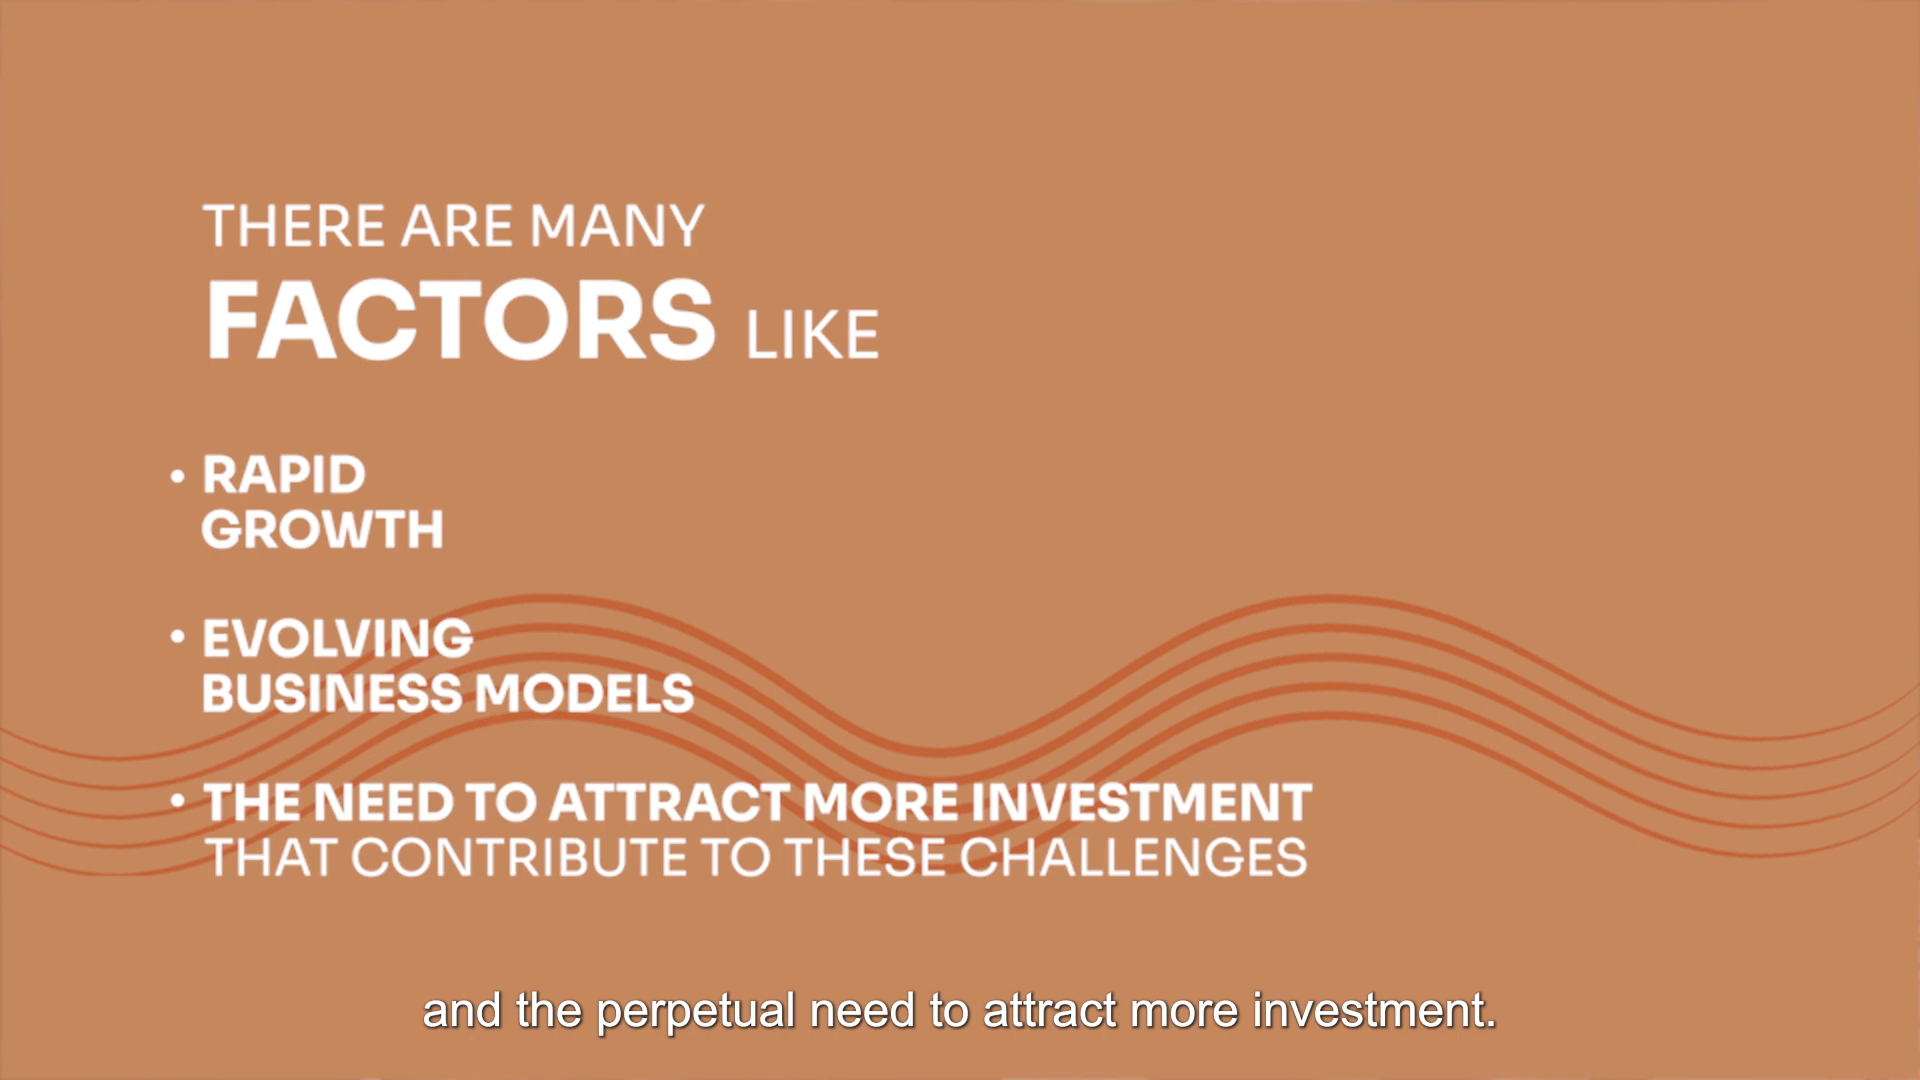 THERE ARE MANY
FACTORS LIKE
• RAPID
GROWTH
• EVOLVING
BUSINESS MODELS
• THE NEED TO ATTRACT MORE INVESTMENT
THAT CONTRIBUTE TO THESE CHALLENGES
and the perpetual need to attract more investment.